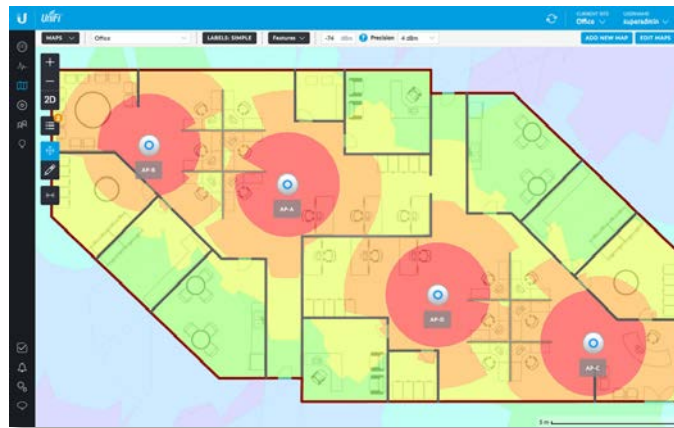 U UniFi
CURRENT SITE
Office
USERNAME
superadmin
MAPS
Office
LABELS: SIMPLE
Features
-74 dBm
Precision 4 dBm
ADD NEW MAP
EDIT MAPS
+
−
2D
AP-B
AP-A
AP-D
AP-C
5 m